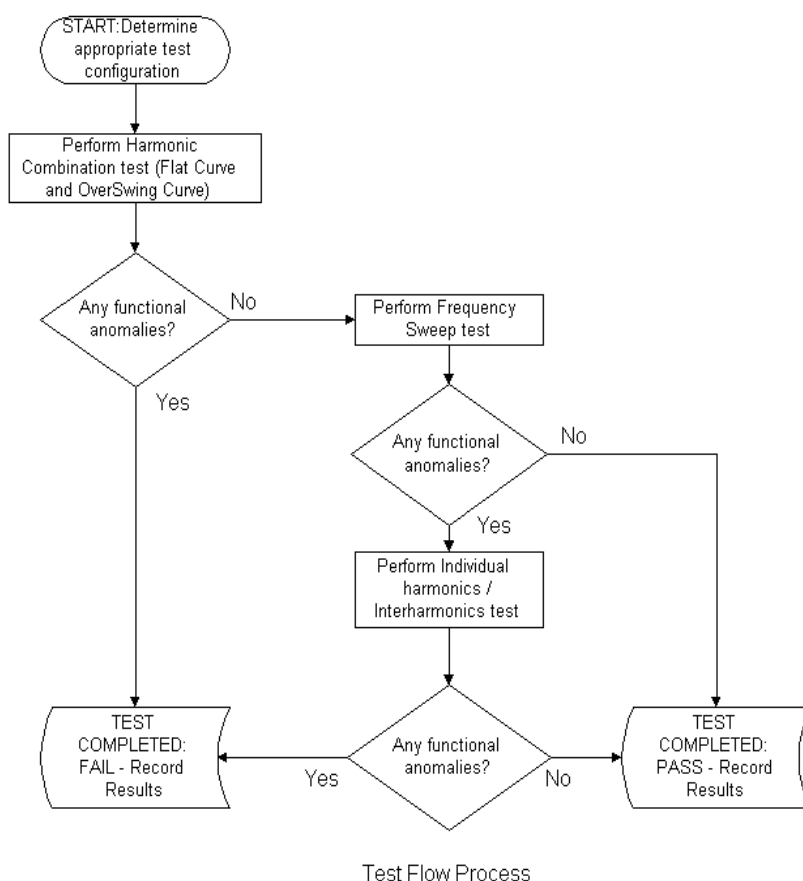 START:Determine
appropriate test
configuration
Perform Harmonic
Combination test (Flat Curve
and OverSwing Curve)
Any functional
anomalies?
No
Yes
Perform Frequency
Sweep test
Any functional
anomalies?
No
Yes
Perform Individual
harmonics /
Interharmonics test
Any functional
anomalies?
Yes
No
TEST
COMPLETED:
FAIL - Record
Results
TEST
COMPLETED:
PASS - Record
Results
Test Flow Process